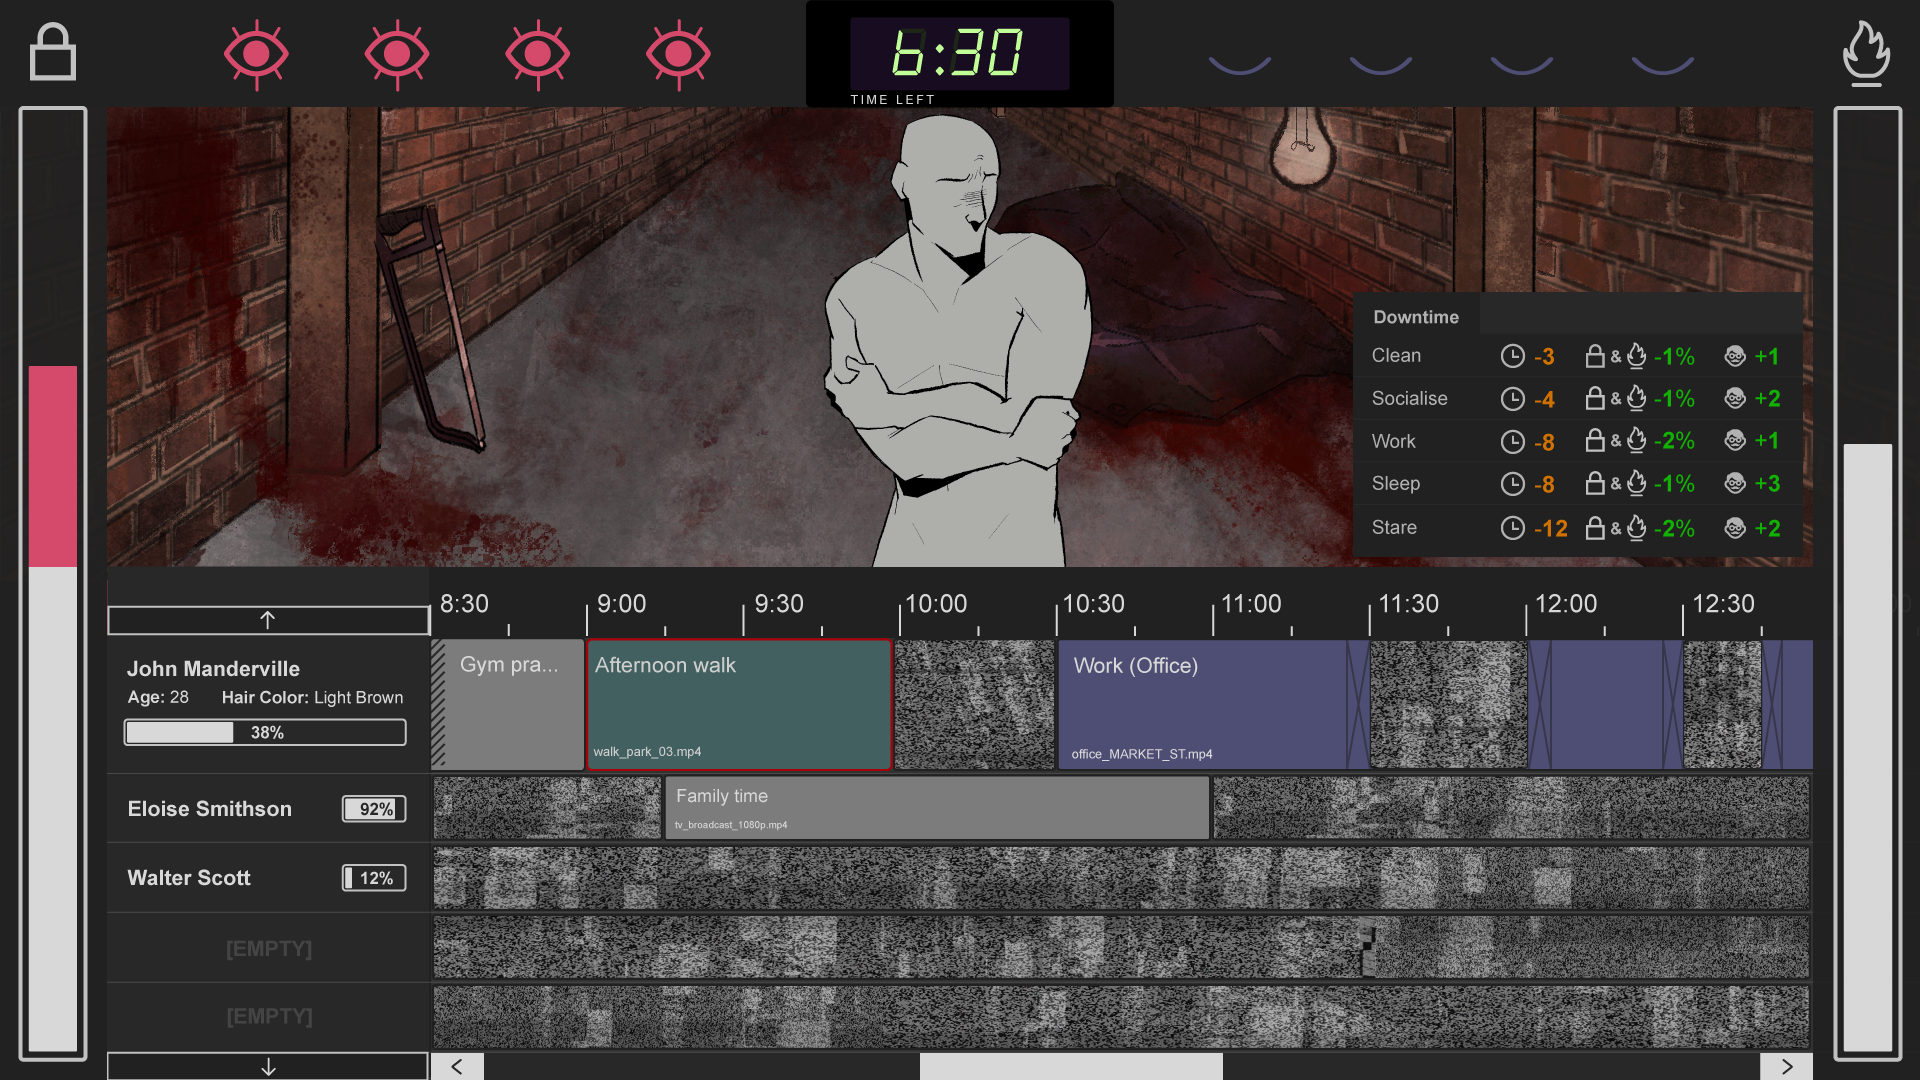 6:30
TIME LEFT
Downtime
Clean -3 & -1% +1
Socialise -4 & -1% +2
Work -8 & -2% +1
Sleep -8 & -1% +3
Stare -12 & -2% +2
8:30 9:00 9:30 10:00 10:30 11:00 11:30 12:00 12:30
John Manderville
Age: 28 Hair Color: Light Brown
38%
Gym pra...
Afternoon walk
walk_park_03.mp4
Work (Office)
office_MARKET_ST.mp4
Eloise Smithson 92%
Family time
tv_broadcast_1080p.mp4
Walter Scott 12%
[EMPTY]
[EMPTY]